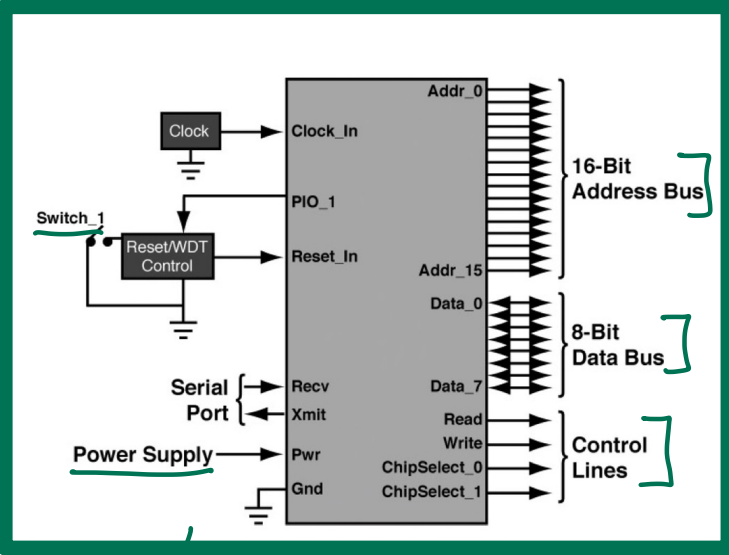 Clock
Clock_In
PIO_1
Switch_1
Reset/WDT
Control
Reset_In
Serial
Port
Recv
Xmit
Power Supply
Pwr
Gnd
Addr_0
Addr_15
16-Bit
Address Bus
Data_0
Data_7
8-Bit
Data Bus
Read
Write
ChipSelect_0
ChipSelect_1
Control
Lines